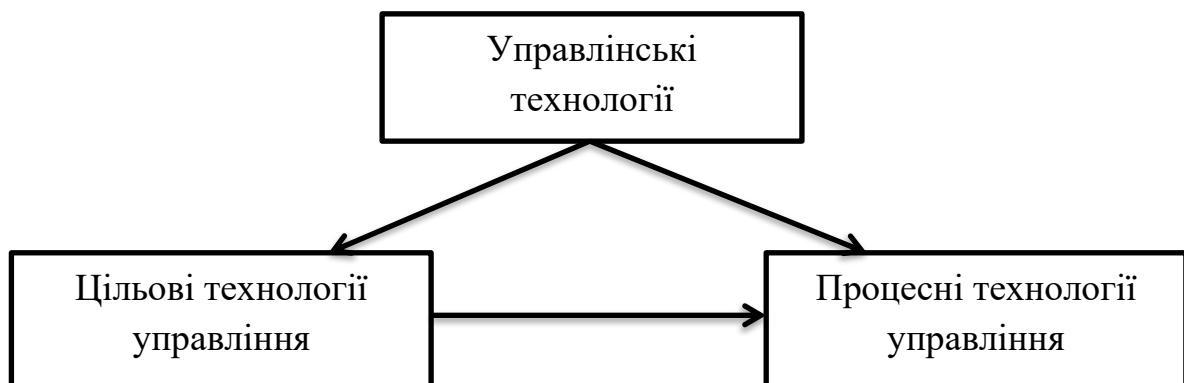 Управлінські
технології
Цільові технології
управління
Процесні технології
управління